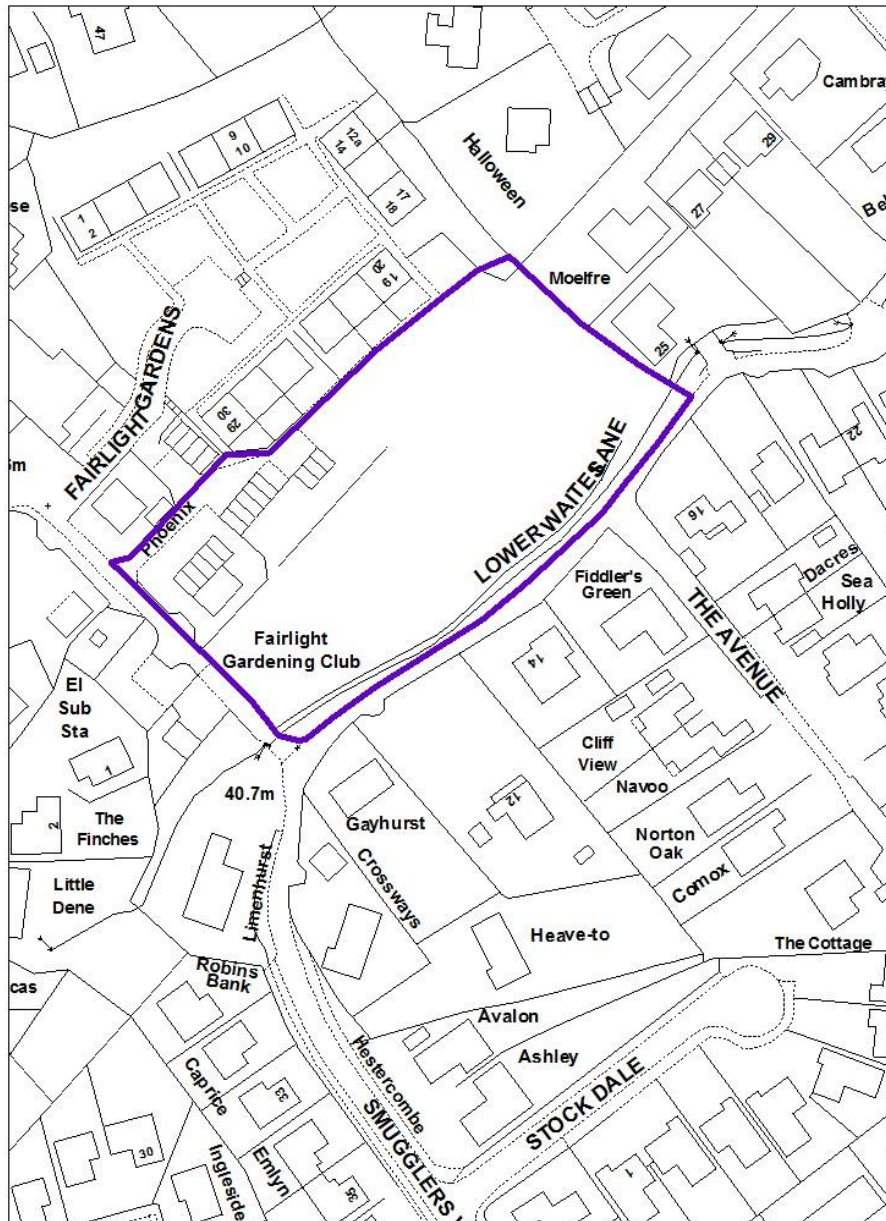 47
Cambray
12a
14
9
10
17
18
Halloween
29
27
se
1
2
Bel
20
19
Moelfre
FAIRLIGHT
GARDENS
25
30
29
22
LOWER WAITES LANE
Phoenix
16
Fiddler's
Green
Dacres
Sea
Holly
THE AVENUE
Fairlight
Gardening Club
14
El
Sub
Sta
Cliff
View
Navoo
1
40.7m
12
The
Finches
2
Gayhurst
Norton
Oak
Crossways
Limenhurst
Comox
Little
Dene
Heave-to
The Cottage
Robins
Bank
cas
Avalon
Ashley
Hestercombe
Caprice
33
STOCK DALE
SMUGGLERS
30
Emlyn
Ingleside
35
1